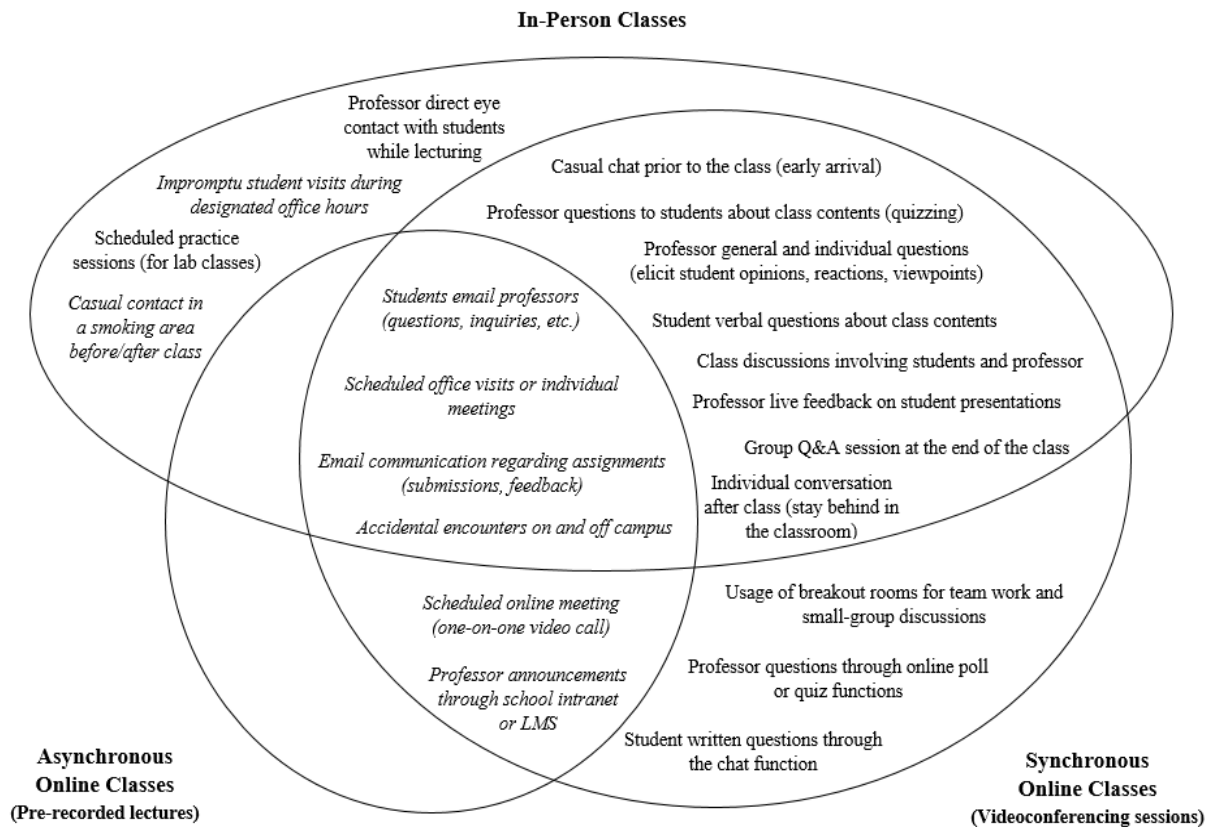 In-Person Classes
Professor direct eye
contact with students
while lecturing
Impromptu student visits during
designated office hours
Scheduled practice
sessions (for lab classes)
Casual contact in
a smoking area
before/after class
Casual chat prior to the class (early arrival)
Professor questions to students about class contents (quizzing)
Professor general and individual questions
(elicit student opinions, reactions, viewpoints)
Student verbal questions about class contents
Class discussions involving students and professor
Professor live feedback on student presentations
Group Q&A session at the end of the class
Individual conversation
after class (stay behind in
the classroom)
Students email professors
(questions, inquiries, etc.)
Scheduled office visits or individual
meetings
Email communication regarding assignments
(submissions, feedback)
Accidental encounters on and off campus
Scheduled online meeting
(one-on-one video call)
Professor announcements
through school intranet
or LMS
Usage of breakout rooms for team work and
small-group discussions
Professor questions through online poll
or quiz functions
Student written questions through
the chat function
Asynchronous
Online Classes
(Pre-recorded lectures)
Synchronous
Online Classes
(Videoconferencing sessions)